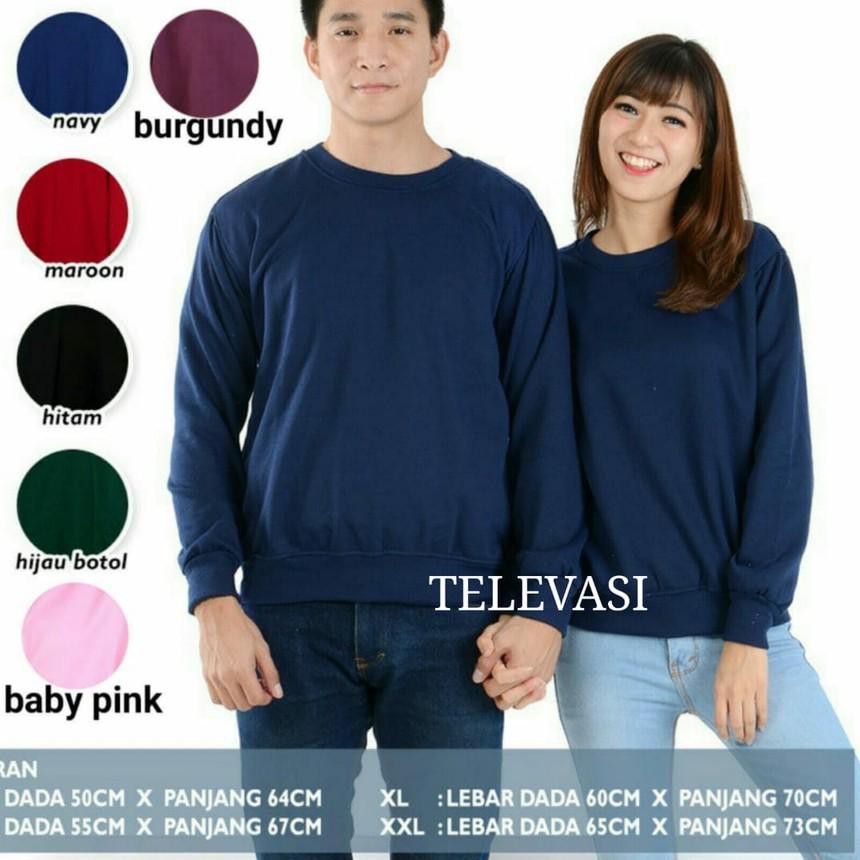 navy
burgundy
maroon
hitam
hijau botol
baby pink
TELEVASI
RAN
DADA 50CM X PANJANG 64CM
DADA 55CM X PANJANG 67CM
XL : LEBAR DADA 60CM X PANJANG 70CM
XXL : LEBAR DADA 65CM X PANJANG 73CM